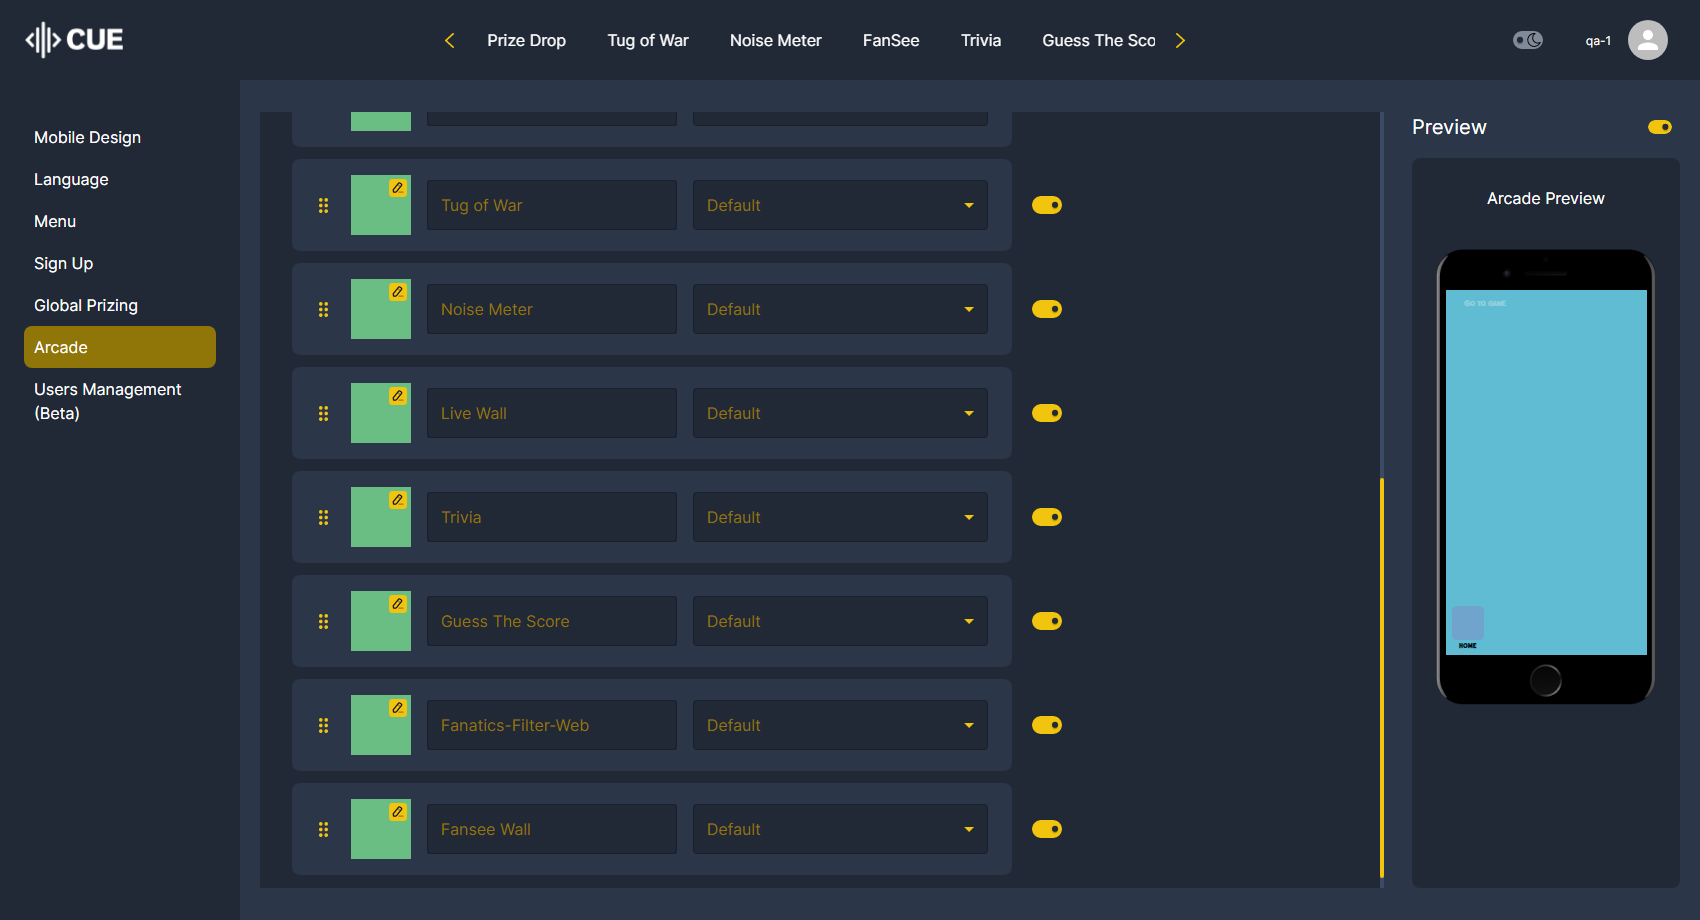 CUE
Prize Drop
Tug of War
Noise Meter
FanSee
Trivia
Guess The Sco
qa-1
Mobile Design
Language
Menu
Sign Up
Global Prizing
Arcade
Users Management
(Beta)
Tug of War
Default
Noise Meter
Default
Live Wall
Default
Trivia
Default
Guess The Score
Default
Fanatics-Filter-Web
Default
Fansee Wall
Default
Preview
Arcade Preview
GO TO GAME
HOME